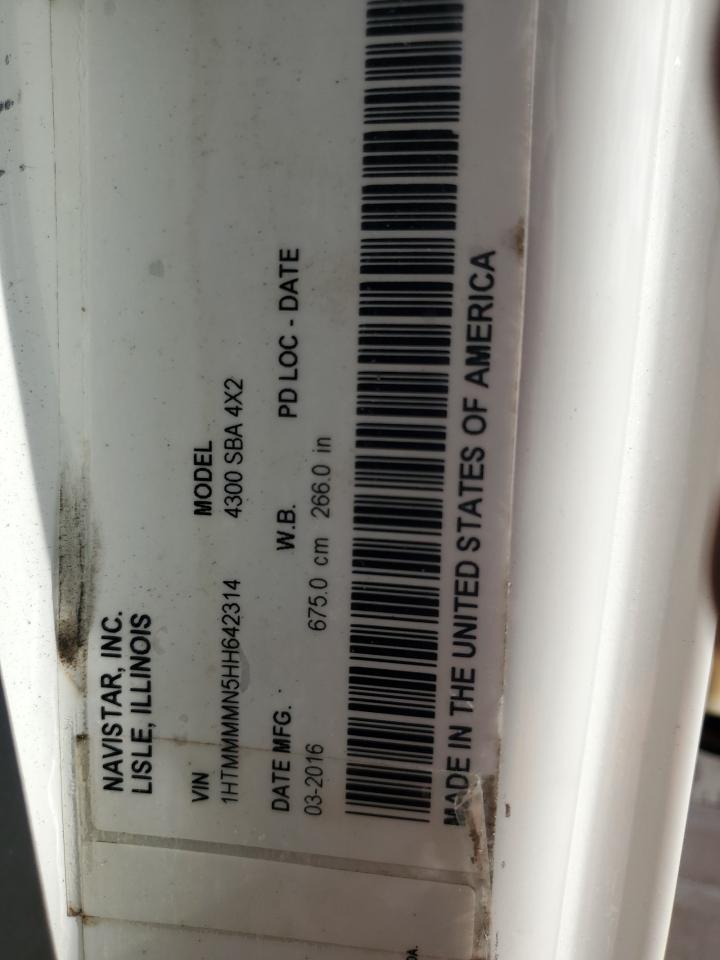 NAVISTAR, INC.
LISLE, ILLINOIS
VIN MODEL
1HTMMMMN5HH642314 4300 SBA 4X2
DATE MFG. W.B. PD LOC - DATE
03-2016 675.0 cm 266.0 in
MADE IN THE UNITED STATES OF AMERICA